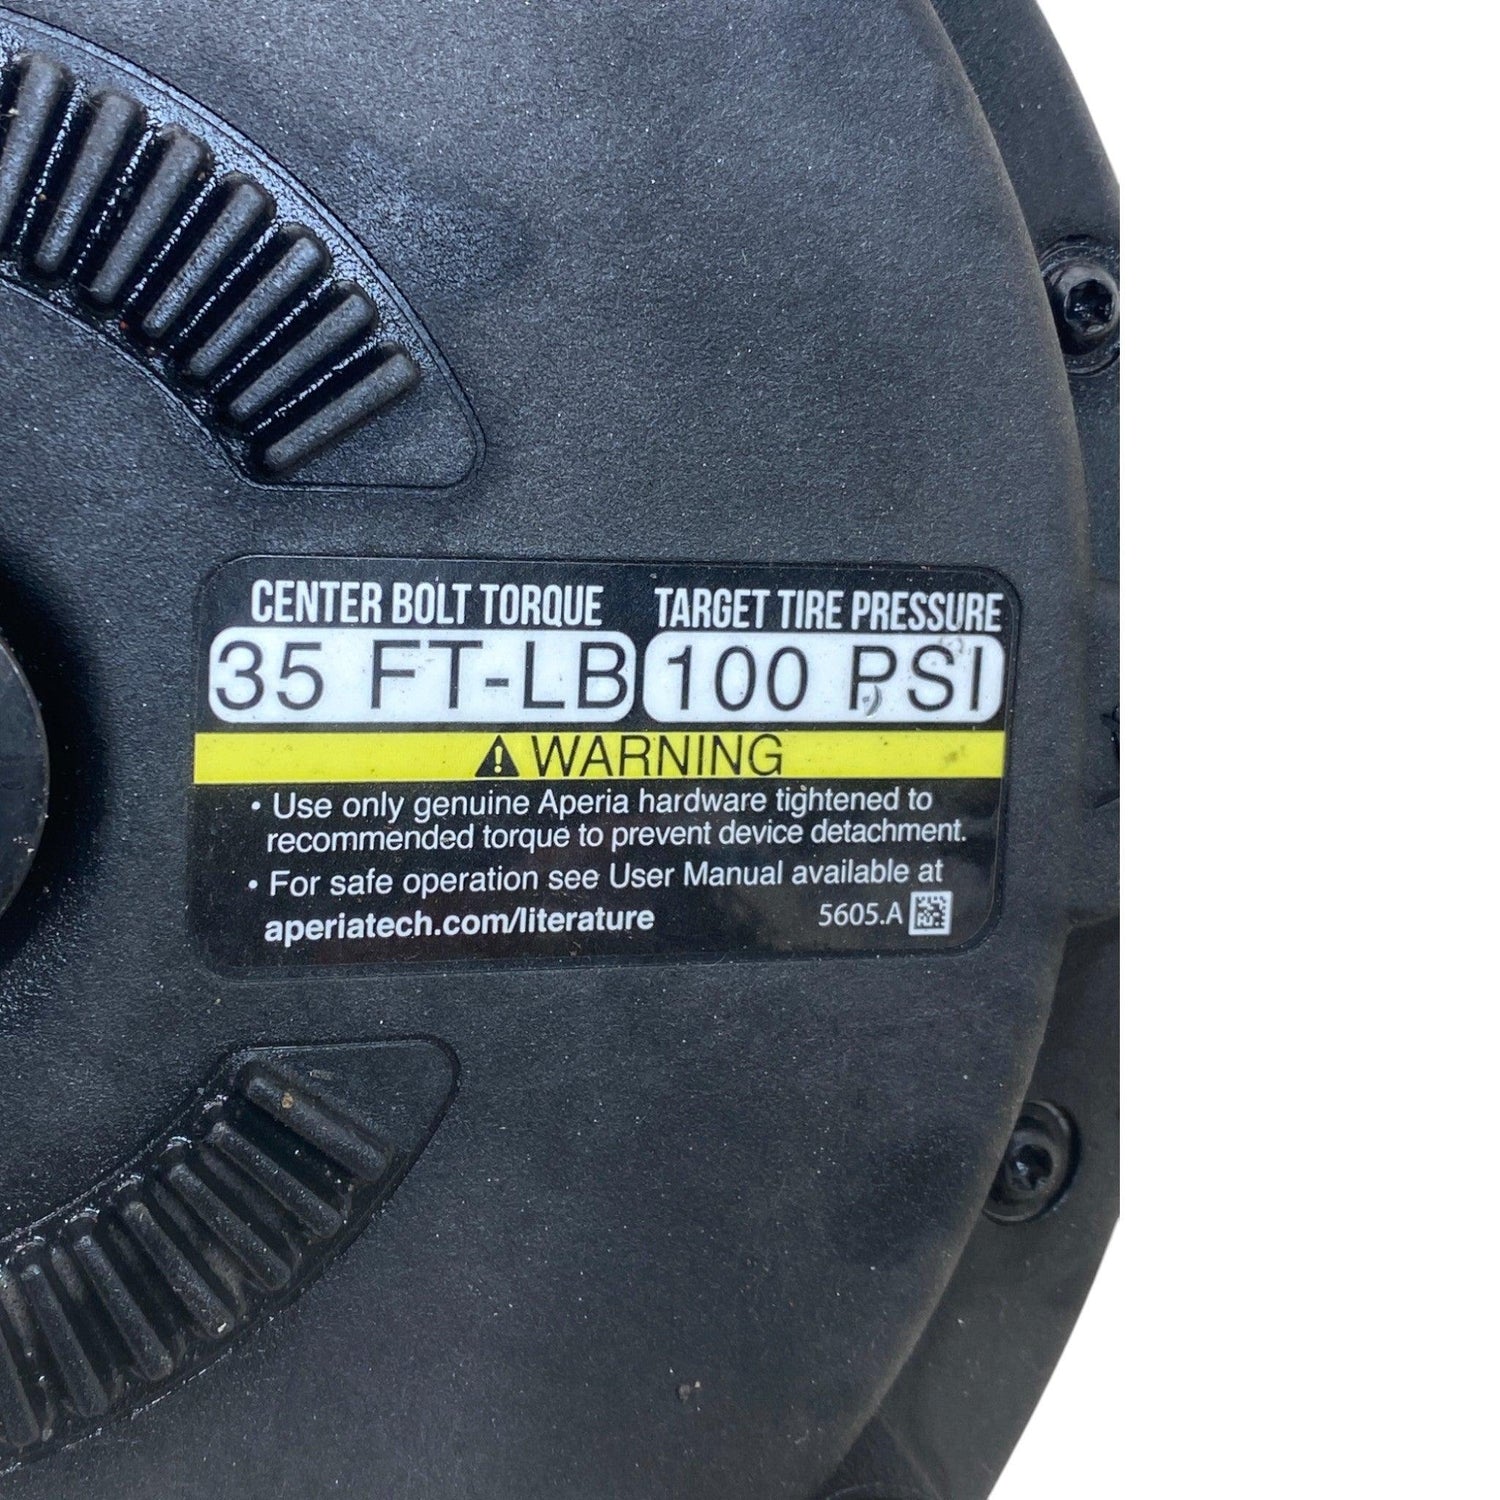 CENTER BOLT TORQUE TARGET TIRE PRESSURE
35 FT-LB 100 PSI
WARNING
• Use only genuine Aperia hardware tightened to
recommended torque to prevent device detachment.
• For safe operation see User Manual available at
aperiatech.com/literature 5605.A